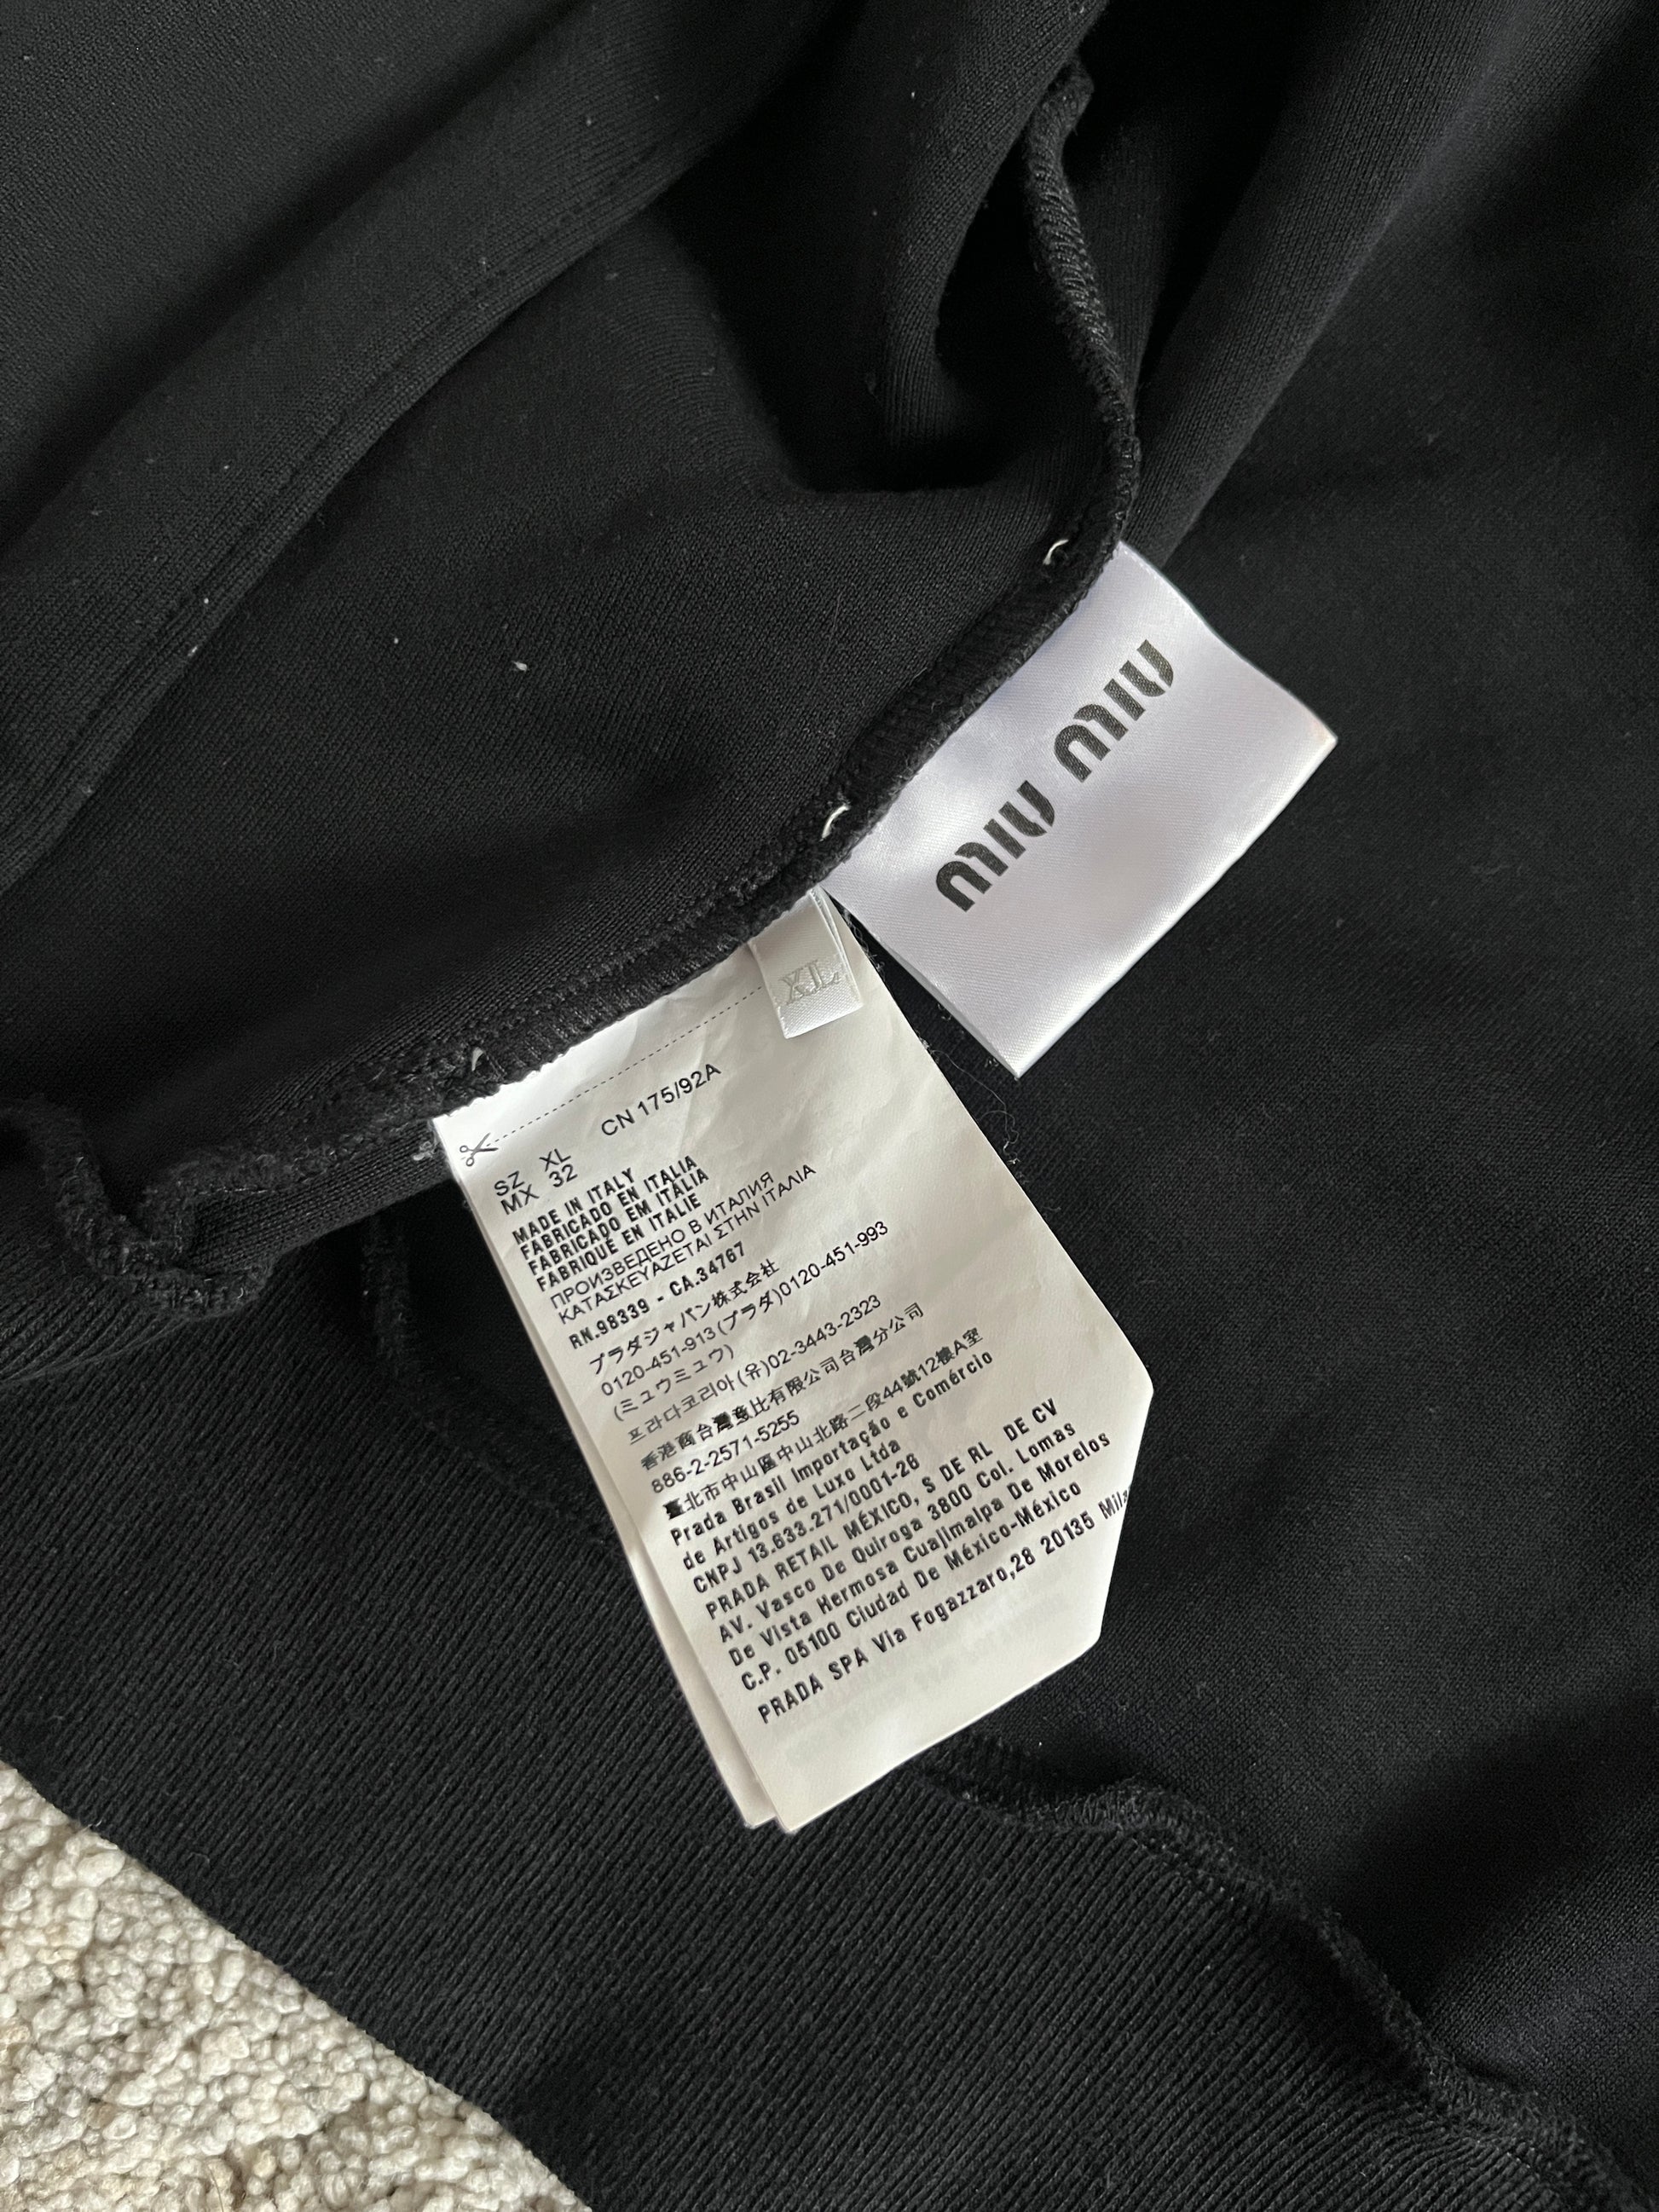 miu miu
XL
CN 175/92A
SZ XL
MX 32
MADE IN ITALY
FABRICADO EN ITALIA
FABRICADO EM ITÁLIA
FABRIQUÉ EN ITALIE
ПРОИЗВЕДЕНО В ИТАЛИЯ
ΚΑΤΑΣΚΕΥΑΖΕΤΑΙ ΣΤΗΝ ΙΤΑΛΙΑ
RN.98339 - CA.34767
プラダジャパン株式会社
0120-451-913(プラダ)0120-451-993
(ミュウミュウ)
프라다코리아(유)02-3443-2323
香港商台灣意比有限公司台灣分公司
886-2-2571-5255
臺北市中山區中山北路二段44號12樓A室
Prada Brasil Importação e Comércio
de Artigos de Luxo Ltda
CNPJ 13.633.271/0001-26
PRADA RETAIL MÉXICO, S DE RL DE CV
AV. Vasco De Quiroga 3800 Col. Lomas
De Vista Hermosa Cuajimalpa De Morelos
C.P. 05100 Ciudad De México-México
PRADA SPA Via Fogazzaro,28 20135